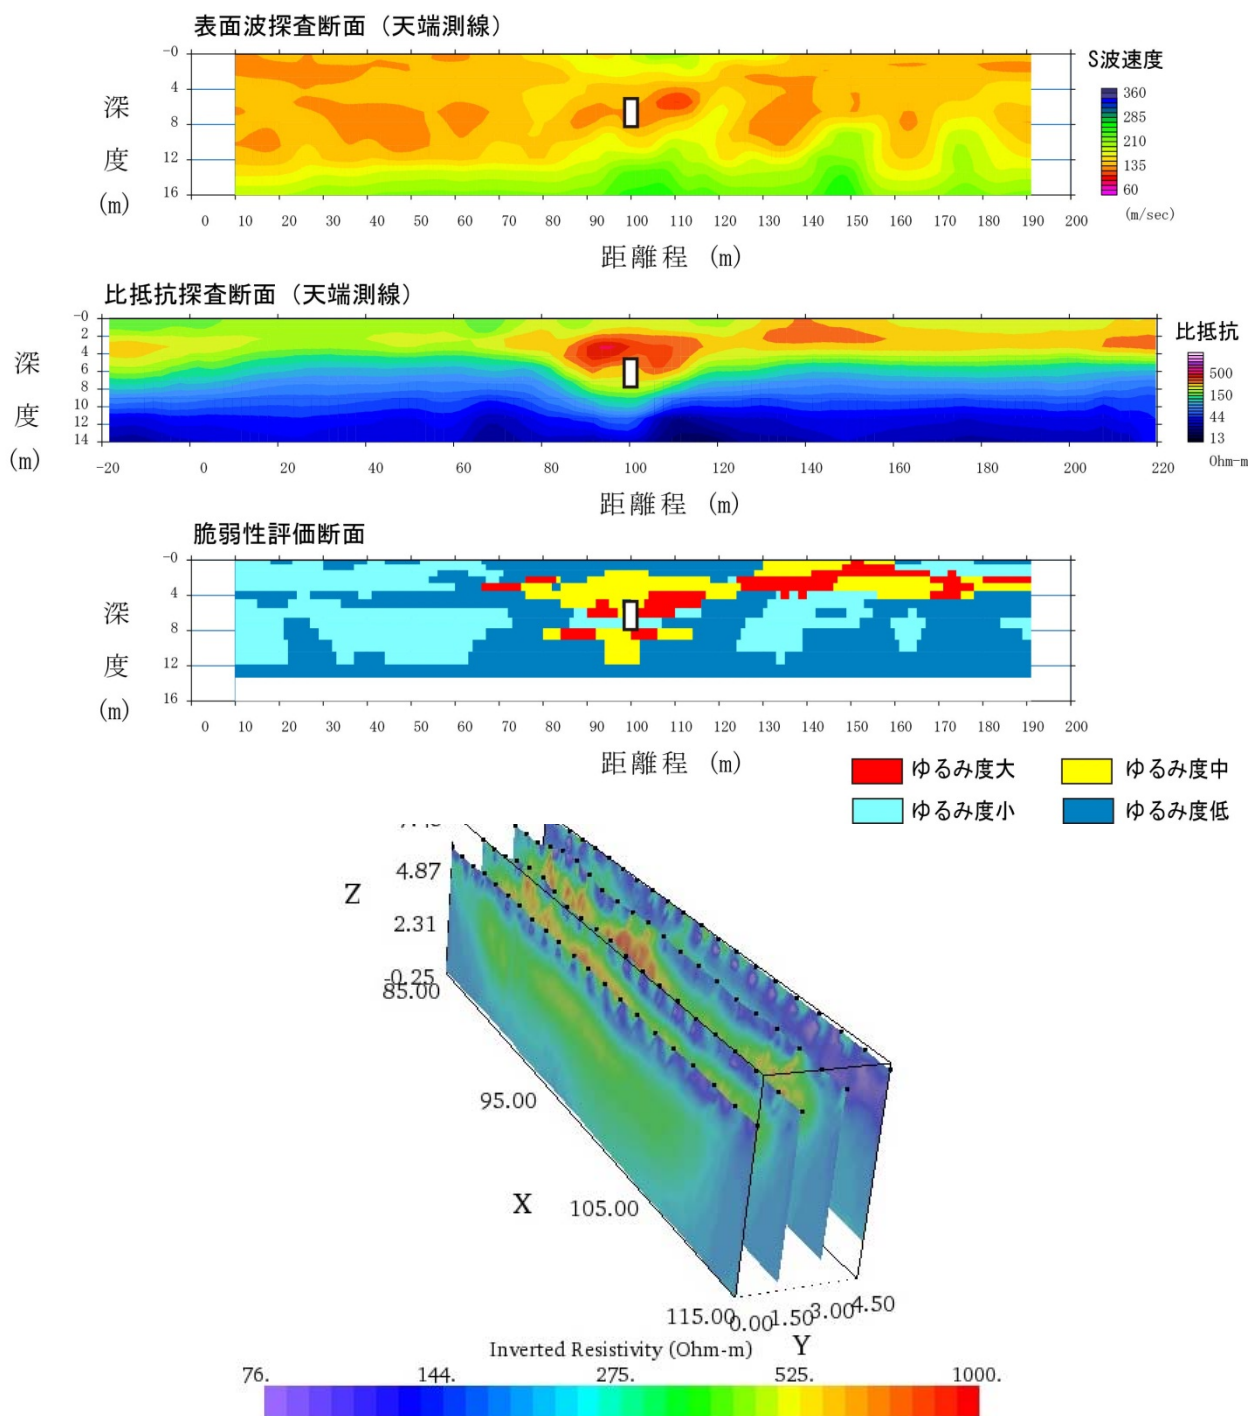 表面波探査断面（天端測線）
-0
4
8
12
16
深
度
(m)
0 10 20 30 40 50 60 70 80 90 100 110 120 130 140 150 160 170 180 190 200
距離程 (m)
S波速度
360
285
210
135
60
(m/sec)
比抵抗探査断面（天端測線）
-0
2
4
6
8
10
12
14
深
度
(m)
-20 0 20 40 60 80 100 120 140 160 180 200 220
距離程 (m)
比抵抗
500
150
44
13
Ohm-m
脆弱性評価断面
-0
4
8
12
16
深
度
(m)
0 10 20 30 40 50 60 70 80 90 100 110 120 130 140 150 160 170 180 190 200
距離程 (m)
ゆるみ度大 ゆるみ度中
ゆるみ度小 ゆるみ度低
Z
4.87
2.31
-0.25
85.00
95.00
X
105.00
115.00
0.00 1.50 3.00 4.50
Y
Inverted Resistivity (Ohm-m)
76. 144. 275. 525. 1000.